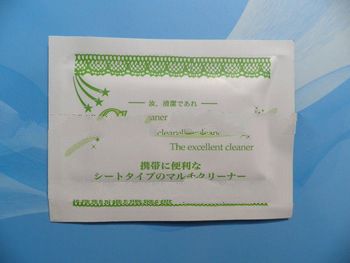 汝、清潔であれ
aner
The excellent cleaner
携帯に便利な
シートタイプのマルチクリーナー